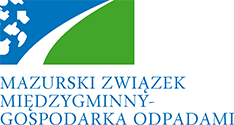 MAZURSKI ZWIĄZEK
MIĘDZYGMINNY-
GOSPODARKA ODPADAMI